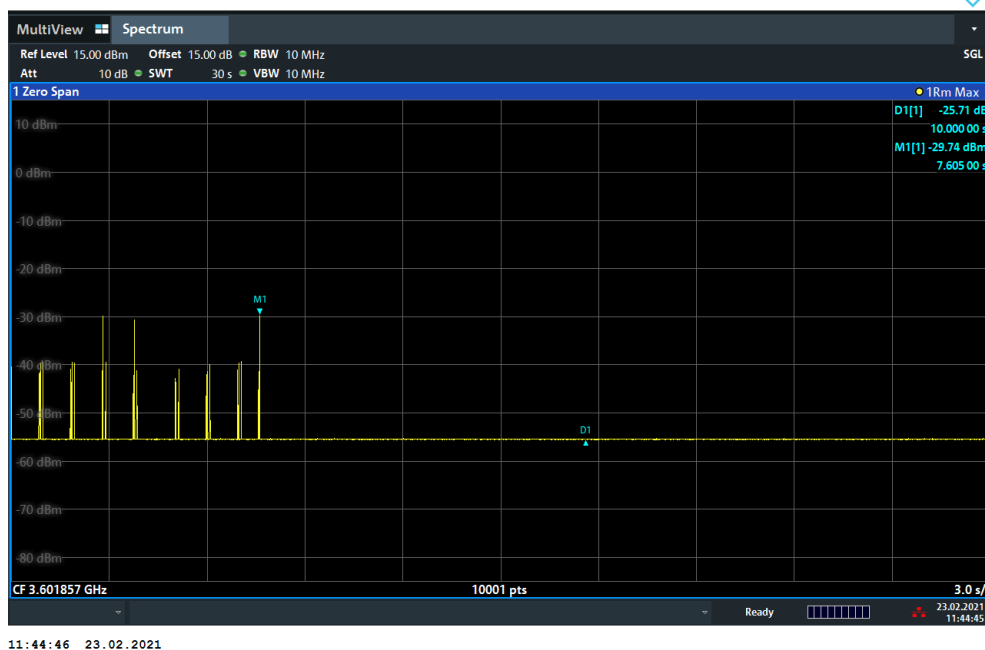 MultiView Spectrum
Ref Level 15.00 dBm Offset 15.00 dB RBW 10 MHz SGL
Att 10 dB SWT 30 s VBW 10 MHz
1 Zero Span 1Rm Max
D1[1] -25.71 dB
10.000 00 s
M1[1] -29.74 dBm
7.605 00 s
10 dBm
0 dBm
-10 dBm
-20 dBm
M1
-30 dBm
-40 dBm
-50 dBm
D1
-60 dBm
-70 dBm
-80 dBm
CF 3.601857 GHz 10001 pts 3.0 s/
Ready 23.02.2021
11:44:45
11:44:46 23.02.2021